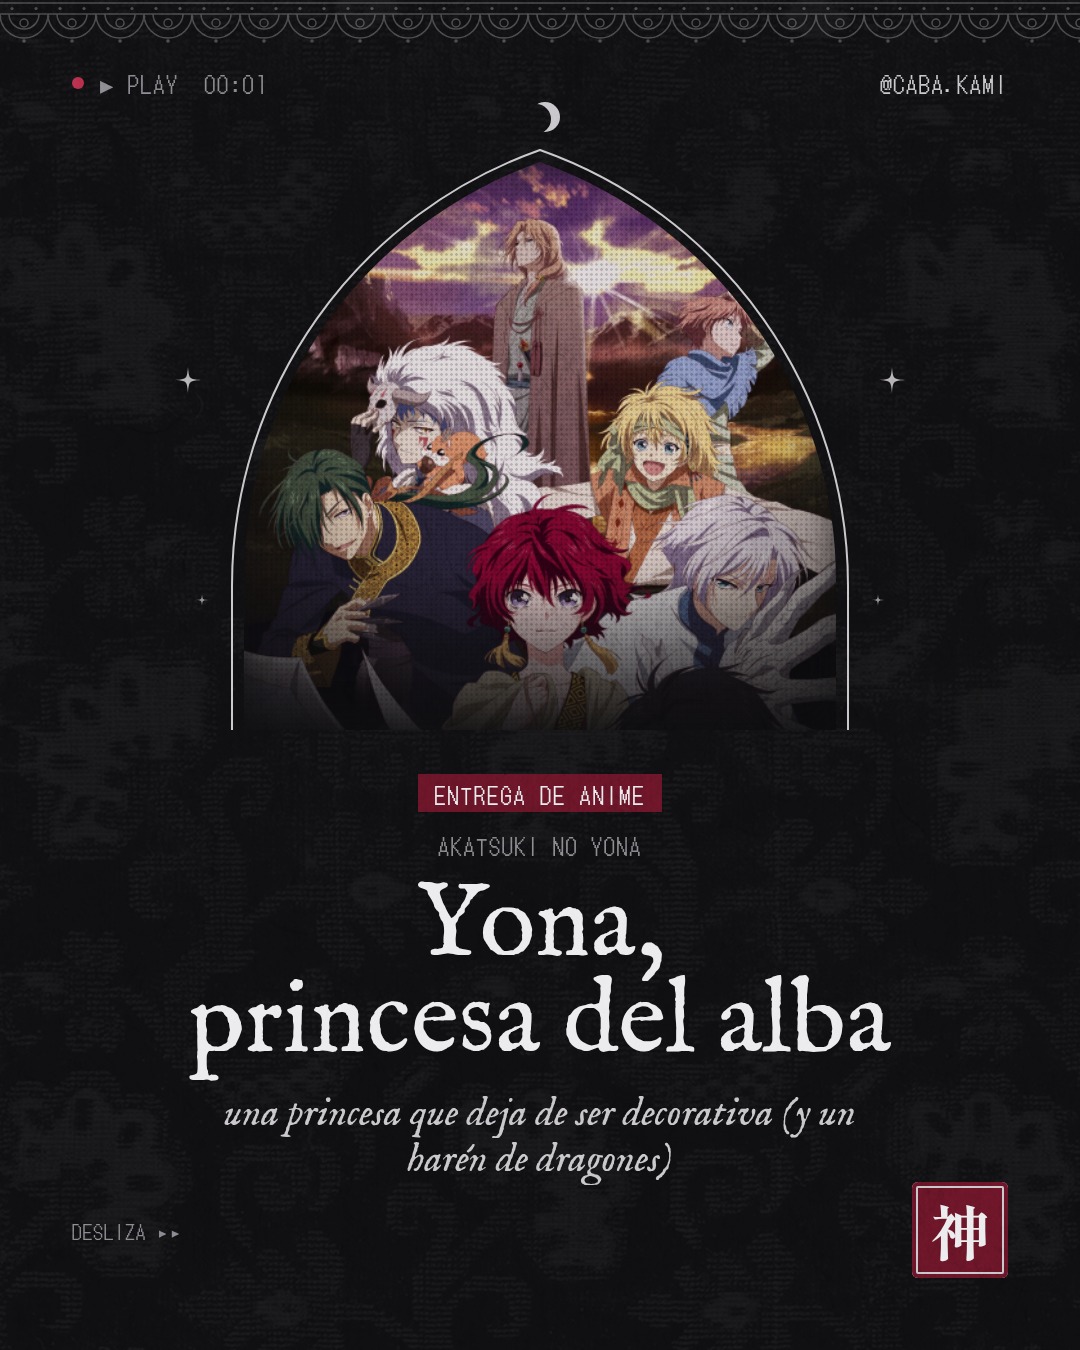 ▶ PLAY 00:01
@CABA.KAMI
ENTREGA DE ANIME
AKATSUKI NO YONA
Yona,
princesa del alba
una princesa que deja de ser decorativa (y un
harén de dragones)
DESLIZA ▸▸
神